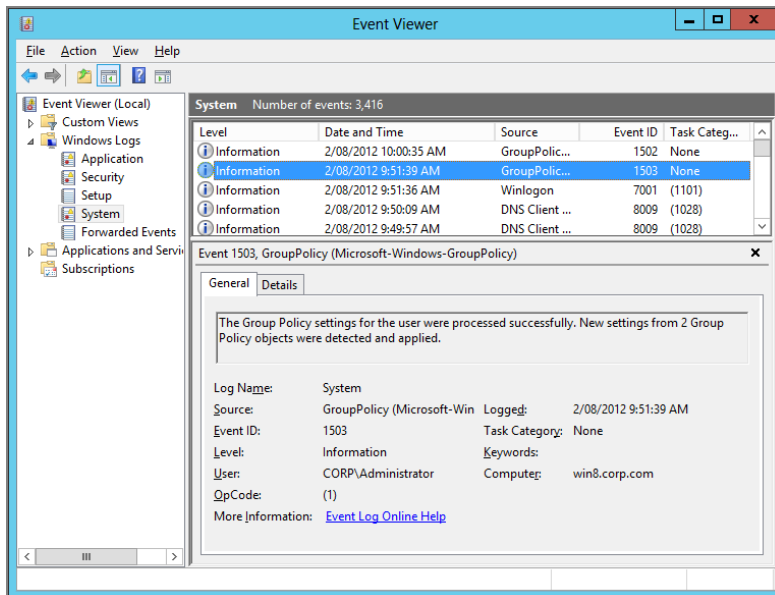 Event Viewer
File Action View Help
Event Viewer (Local)
Custom Views
Windows Logs
Application
Security
Setup
System
Forwarded Events
Applications and Servi
Subscriptions
System Number of events: 3,416
Level Date and Time Source Event ID Task Categ...
Information 2/08/2012 10:00:35 AM GroupPolic... 1502 None
Information 2/08/2012 9:51:39 AM GroupPolic... 1503 None
Information 2/08/2012 9:51:36 AM Winlogon 7001 (1101)
Information 2/08/2012 9:50:09 AM DNS Client ... 8009 (1028)
Information 2/08/2012 9:49:57 AM DNS Client ... 8009 (1028)
Event 1503, GroupPolicy (Microsoft-Windows-GroupPolicy)
General Details
The Group Policy settings for the user were processed successfully. New settings from 2 Group
Policy objects were detected and applied.
Log Name: System
Source: GroupPolicy (Microsoft-Win Logged: 2/08/2012 9:51:39 AM
Event ID: 1503 Task Category: None
Level: Information Keywords:
User: CORP\Administrator Computer: win8.corp.com
OpCode: (1)
More Information: Event Log Online Help